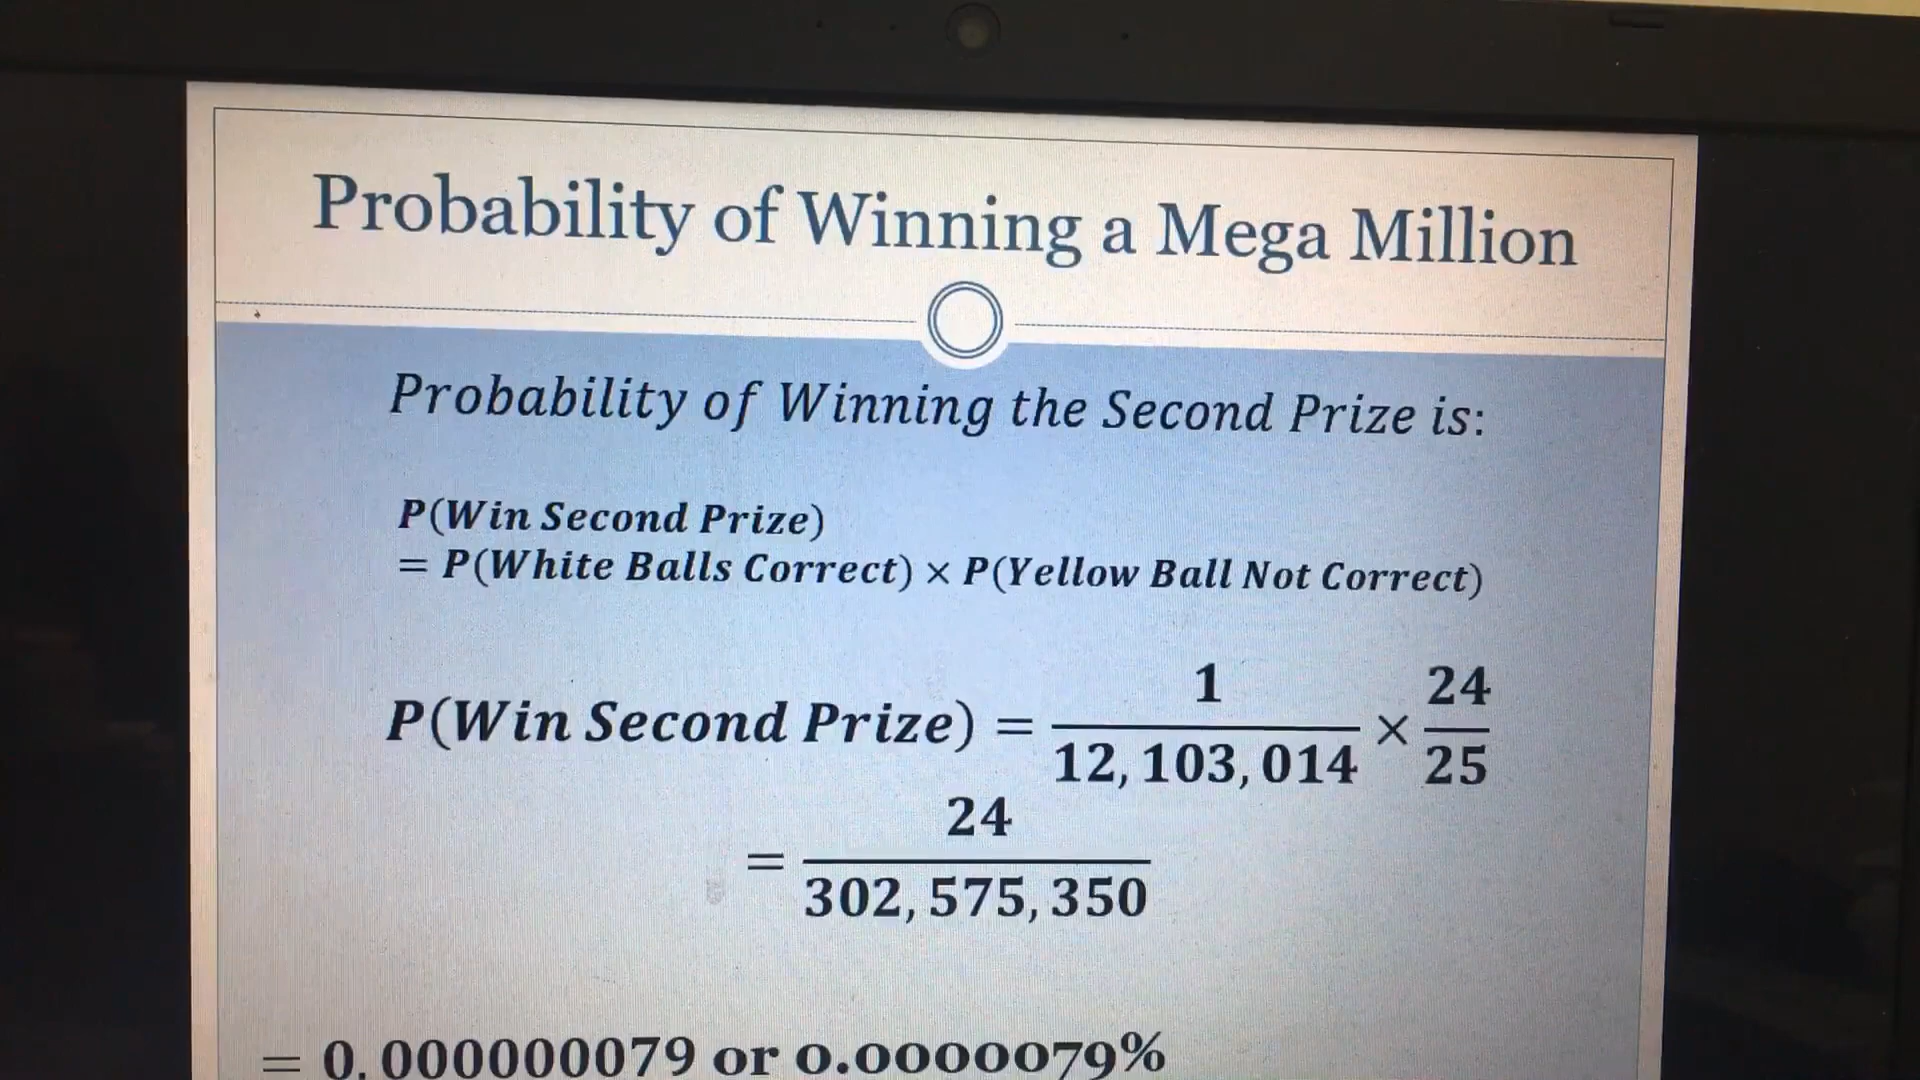 Probability of Winning a Mega Million
Probability of Winning the Second Prize is:
P(Win Second Prize)
= P(White Balls Correct) × P(Yellow Ball Not Correct)
P(Win Second Prize) = 1/12,103,014 × 24/25
= 24/302,575,350
= 0.000000079 or 0.0000079%